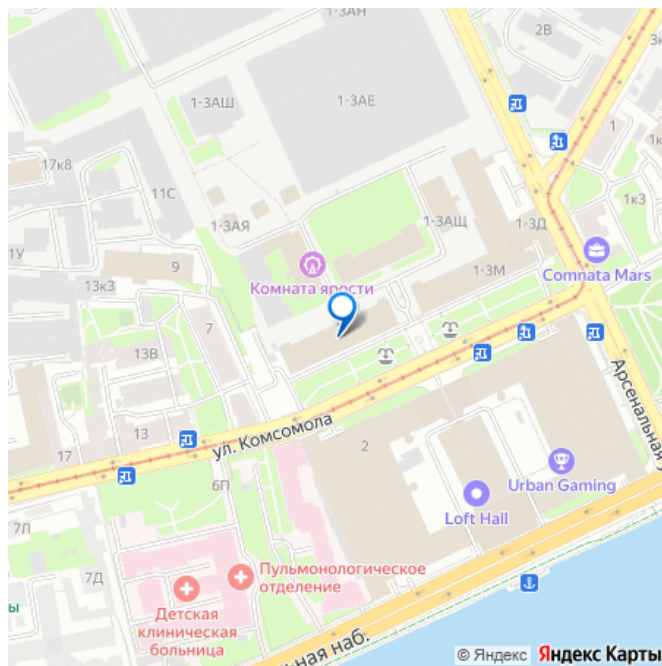 1-3АН
2В
3к
1-3АШ
1-3АЕ
1
17к8
1к
11С
1к3
1-3АЯ
1-3АЩ
1-3Д
1У
9
1-3М
Comnata Mars
Комната ярости
13к3
7
13В
Арсенальная у
13
ул. Комсомола
2
17
6П
Urban Gaming
Loft Hall
7Л
Пульмонологическое
отделение
7Д
ы
Детская
клиническая
больница
ьная наб.
© Яндекс Яндекс Карты